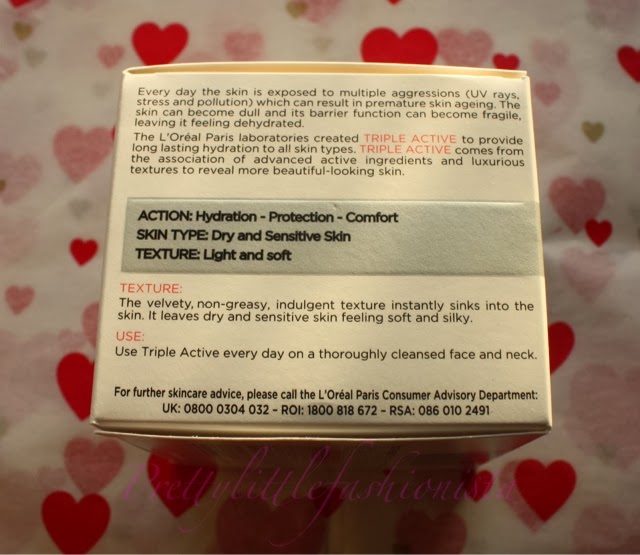 Every day the skin is exposed to multiple aggressions (UV rays,
stress and pollution) which can result in premature skin ageing. The
skin can become dull and its barrier function can become fragile,
leaving it feeling dehydrated.
The L'Oréal Paris laboratories created TRIPLE ACTIVE to provide
long lasting hydration to all skin types. TRIPLE ACTIVE comes from
the association of advanced active ingredients and luxurious
textures to reveal more beautiful-looking skin.
ACTION: Hydration - Protection - Comfort
SKIN TYPE: Dry and Sensitive Skin
TEXTURE: Light and soft
TEXTURE:
The velvety, non-greasy, indulgent texture instantly sinks into the
skin. It leaves dry and sensitive skin feeling soft and silky.
USE:
Use Triple Active every day on a thoroughly cleansed face and neck.
For further skincare advice, please call the L'Oréal Paris Consumer Advisory Department:
UK: 0800 0304 032 - ROI: 1800 818 672 - RSA: 086 010 2491
Prettylittlefashionista